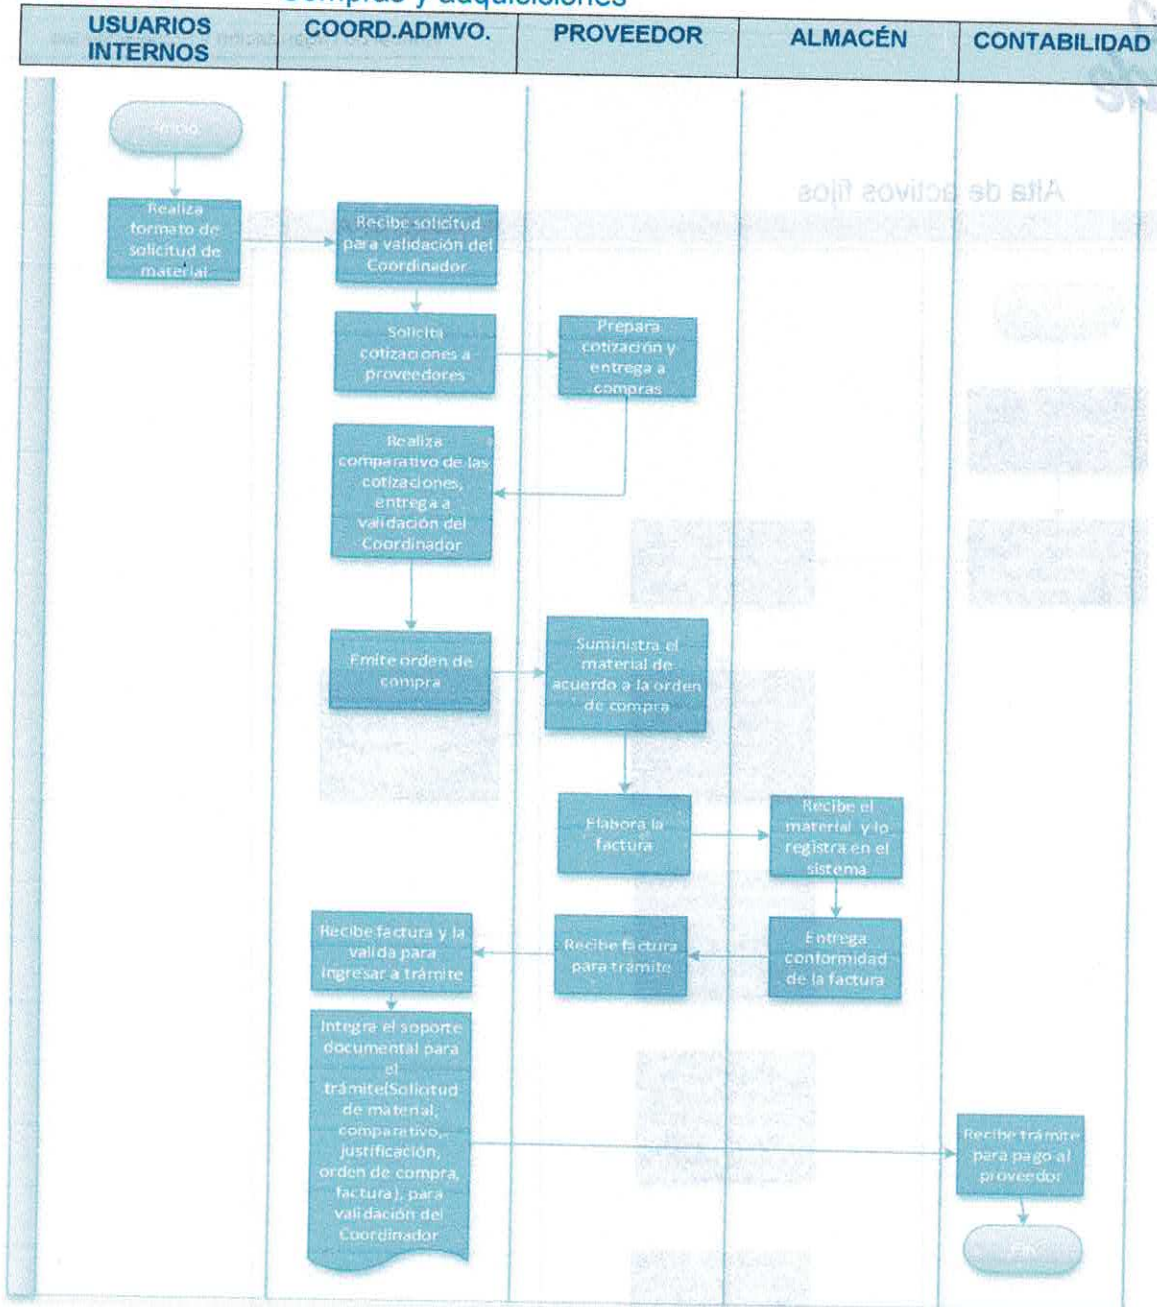 Compras y adquisiciones
USUARIOS
INTERNOS
COORD.ADMVO.
PROVEEDOR
ALMACÉN
CONTABILIDAD
Inicio
Alta de activos fijos
Realiza
formato de
solicitud de
material
Recibe solicitud
para validación del
Coordinador
Solicita
cotizaciones a
proveedores
Prepara
cotización y
entrega a
compras
Realiza
comparativo de las
cotizaciones,
entrega a
validación del
Coordinador
Emite orden de
compra
Suministra el
material de
acuerdo a la orden
de compra
Elabora la
factura
Recibe el
material y lo
registra en el
sistema
Recibe factura y la
valida para
ingresar a trámite
Recibe factura
para trámite
Entrega
conformidad
de la factura
Integra el soporte
documental para
el
trámite(Solicitud
de material,
comparativo,
justificación,
orden de compra,
factura), para
validación del
Coordinador
Recibe trámite
para pago al
proveedor